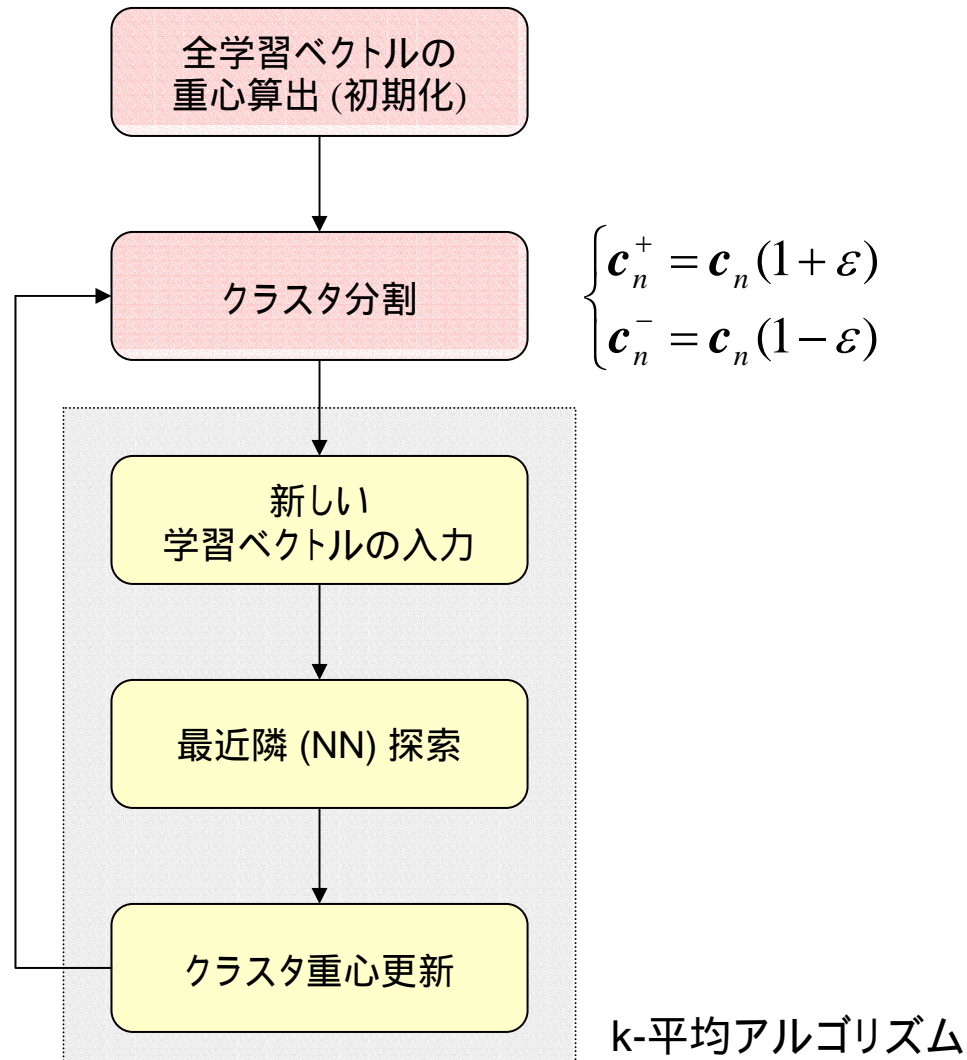 全学習ベクトルの
重心算出 (初期化)
クラスタ分割
c_n^+ = c_n(1+ε)
c_n^- = c_n(1−ε)
新しい
学習ベクトルの入力
最近隣 (NN) 探索
クラスタ重心更新
k-平均アルゴリズム